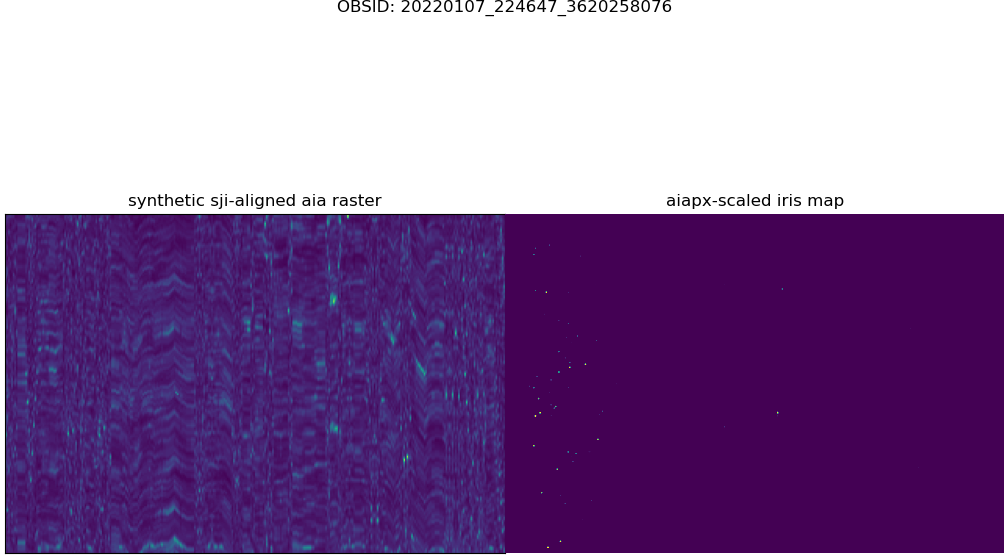 OBSID: 20220107_224647_3620258076
synthetic sji-aligned aia raster
aiapx-scaled iris map